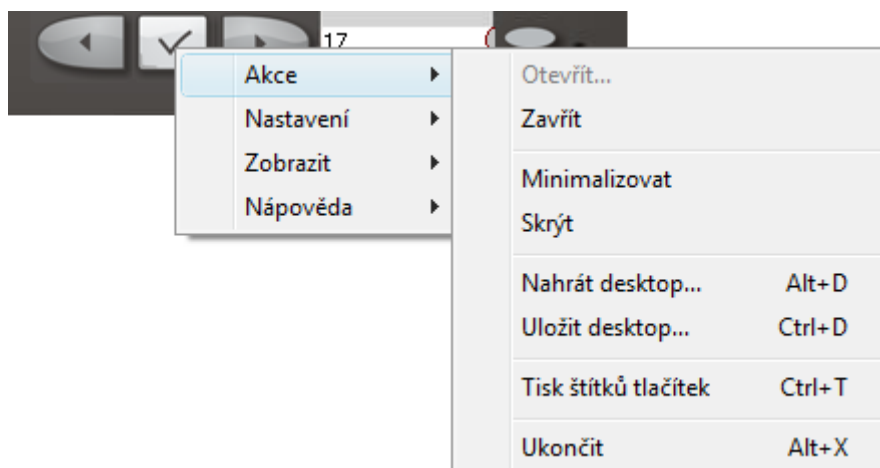 17
Akce
Nastavení
Zobrazit
Nápověda
Otevřít...
Zavřít
Minimalizovat
Skrýt
Nahrát desktop... Alt+D
Uložit desktop... Ctrl+D
Tisk štítků tlačítek Ctrl+T
Ukončit Alt+X